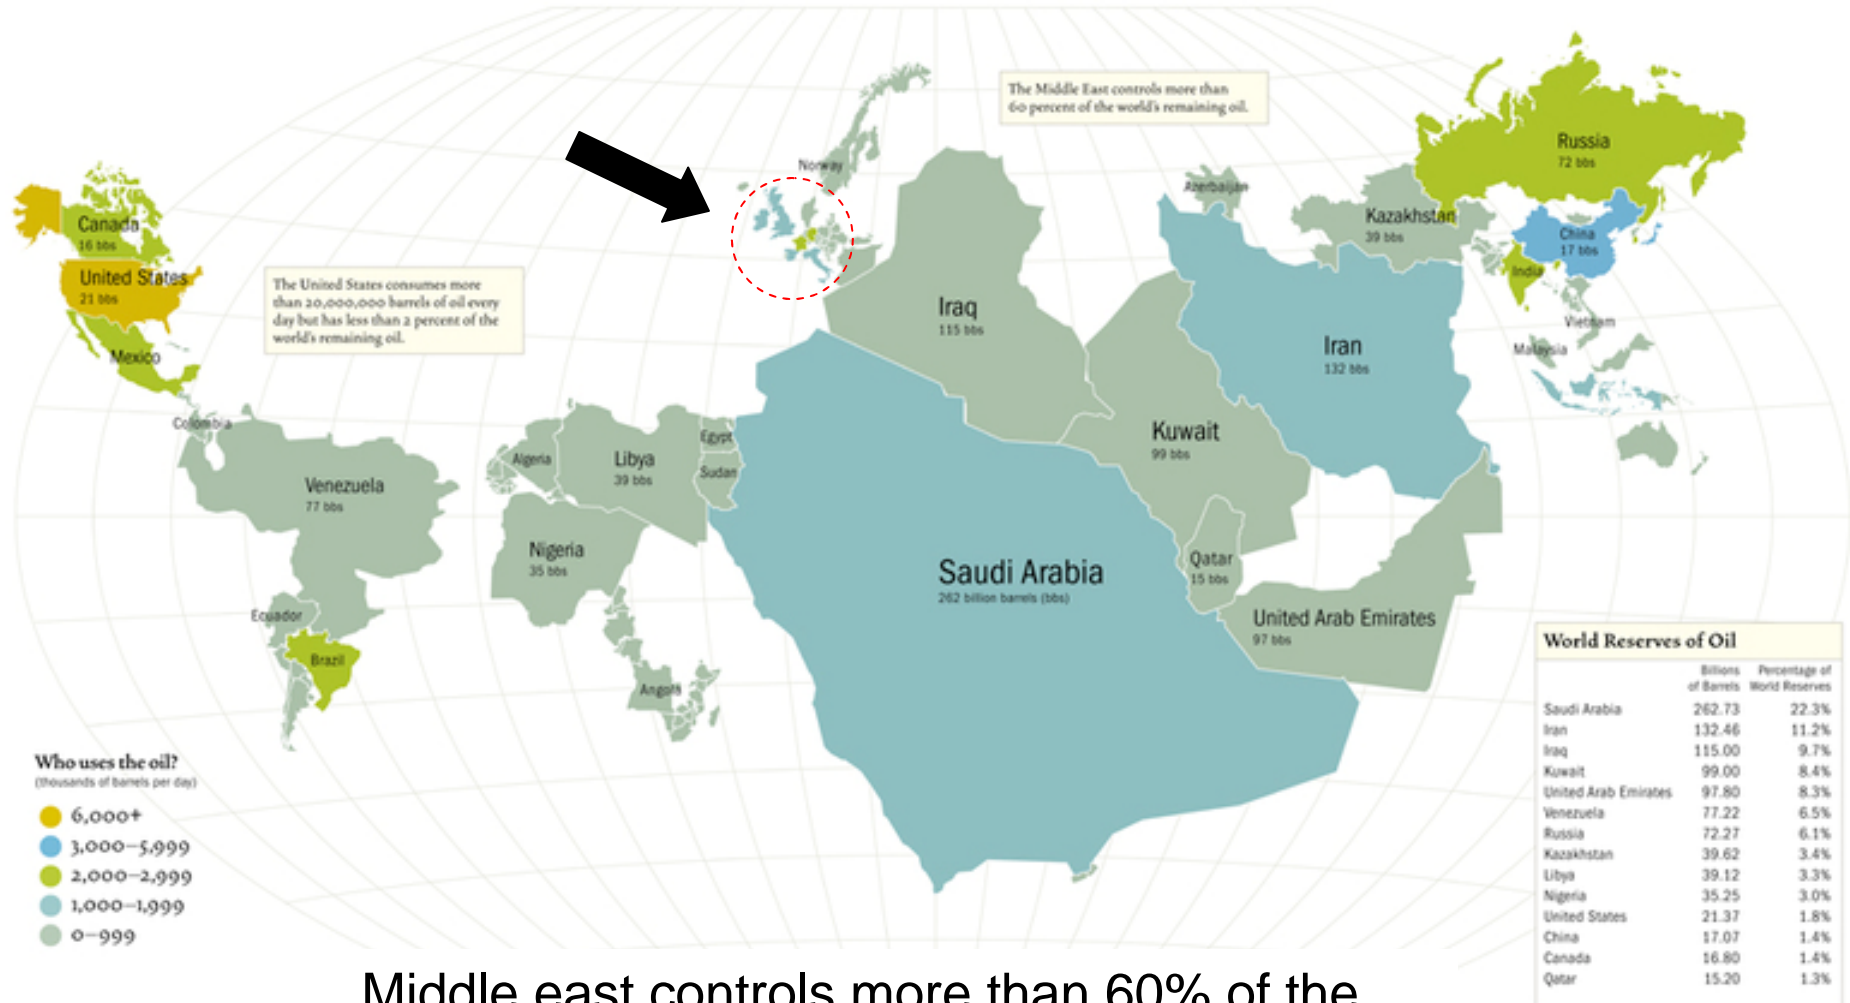 The Middle East controls more than
60 percent of the world's remaining oil.
Norway
Azerbaijan
Russia
72 bbs
Kazakhstan
39 bbs
China
17 bbs
India
Vietnam
Malaysia
Canada
16 bbs
United States
21 bbs
Mexico
The United States consumes more
than 20,000,000 barrels of oil every
day but has less than 2 percent of the
world's remaining oil.
Iraq
115 bbs
Iran
132 bbs
Kuwait
99 bbs
Colombia
Venezuela
77 bbs
Algeria
Libya
39 bbs
Egypt
Sudan
Nigeria
35 bbs
Saudi Arabia
262 billion barrels (bbs)
Qatar
15 bbs
United Arab Emirates
97 bbs
Ecuador
Brazil
Angola
Who uses the oil?
(thousands of barrels per day)
6,000+
3,000–5,999
2,000–2,999
1,000–1,999
0–999
World Reserves of Oil
Billions of Barrels Percentage of World Reserves
Saudi Arabia 262.73 22.3%
Iran 132.46 11.2%
Iraq 115.00 9.7%
Kuwait 99.00 8.4%
United Arab Emirates 97.80 8.3%
Venezuela 77.22 6.5%
Russia 72.27 6.1%
Kazakhstan 39.62 3.4%
Libya 39.12 3.3%
Nigeria 35.25 3.0%
United States 21.37 1.8%
China 17.07 1.4%
Canada 16.80 1.4%
Qatar 15.20 1.3%
Middle east controls more than 60% of the